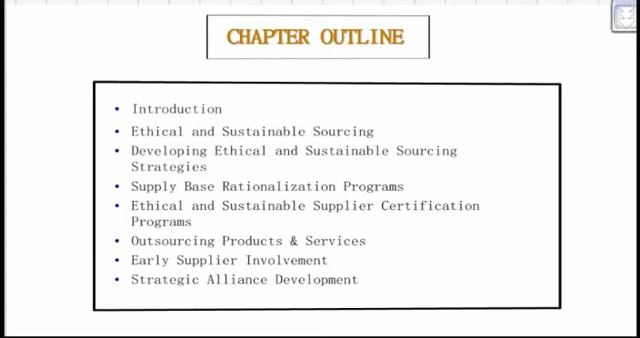 CHAPTER OUTLINE
• Introduction
• Ethical and Sustainable Sourcing
• Developing Ethical and Sustainable Sourcing
Strategies
• Supply Base Rationalization Programs
• Ethical and Sustainable Supplier Certification
Programs
• Outsourcing Products & Services
• Early Supplier Involvement
• Strategic Alliance Development